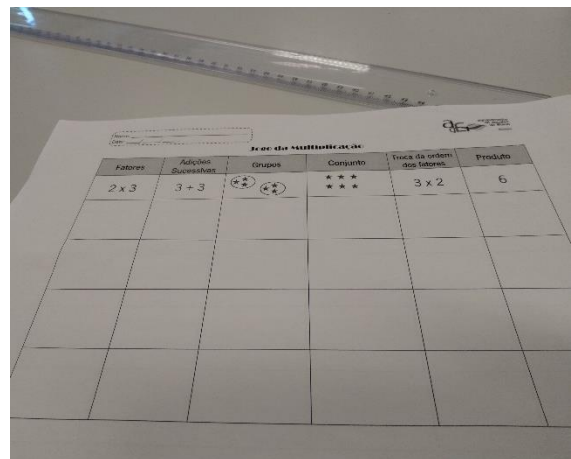 Jogo da Multiplicação
Fatores Adições Sucessivas Grupos Conjunto Troca da ordem dos fatores Produto
2 x 3 3 + 3 3 x 2 6